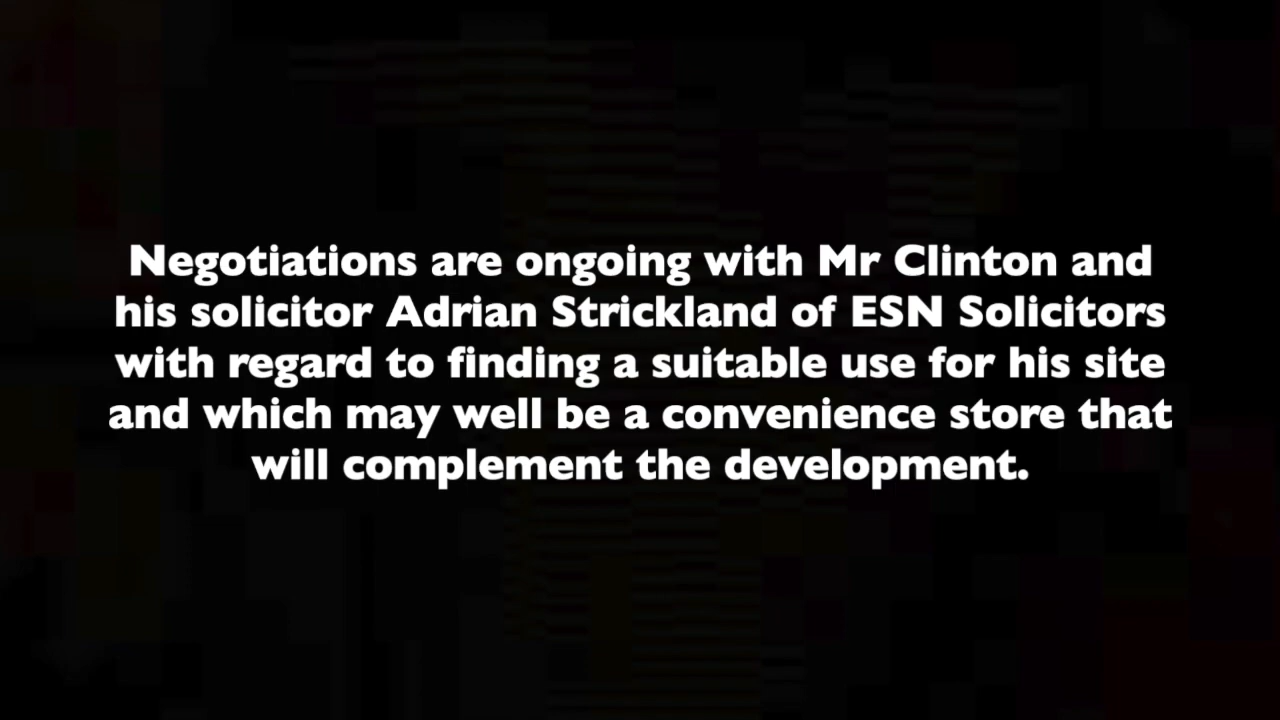 Negotiations are ongoing with Mr Clinton and
his solicitor Adrian Strickland of ESN Solicitors
with regard to finding a suitable use for his site
and which may well be a convenience store that
will complement the development.